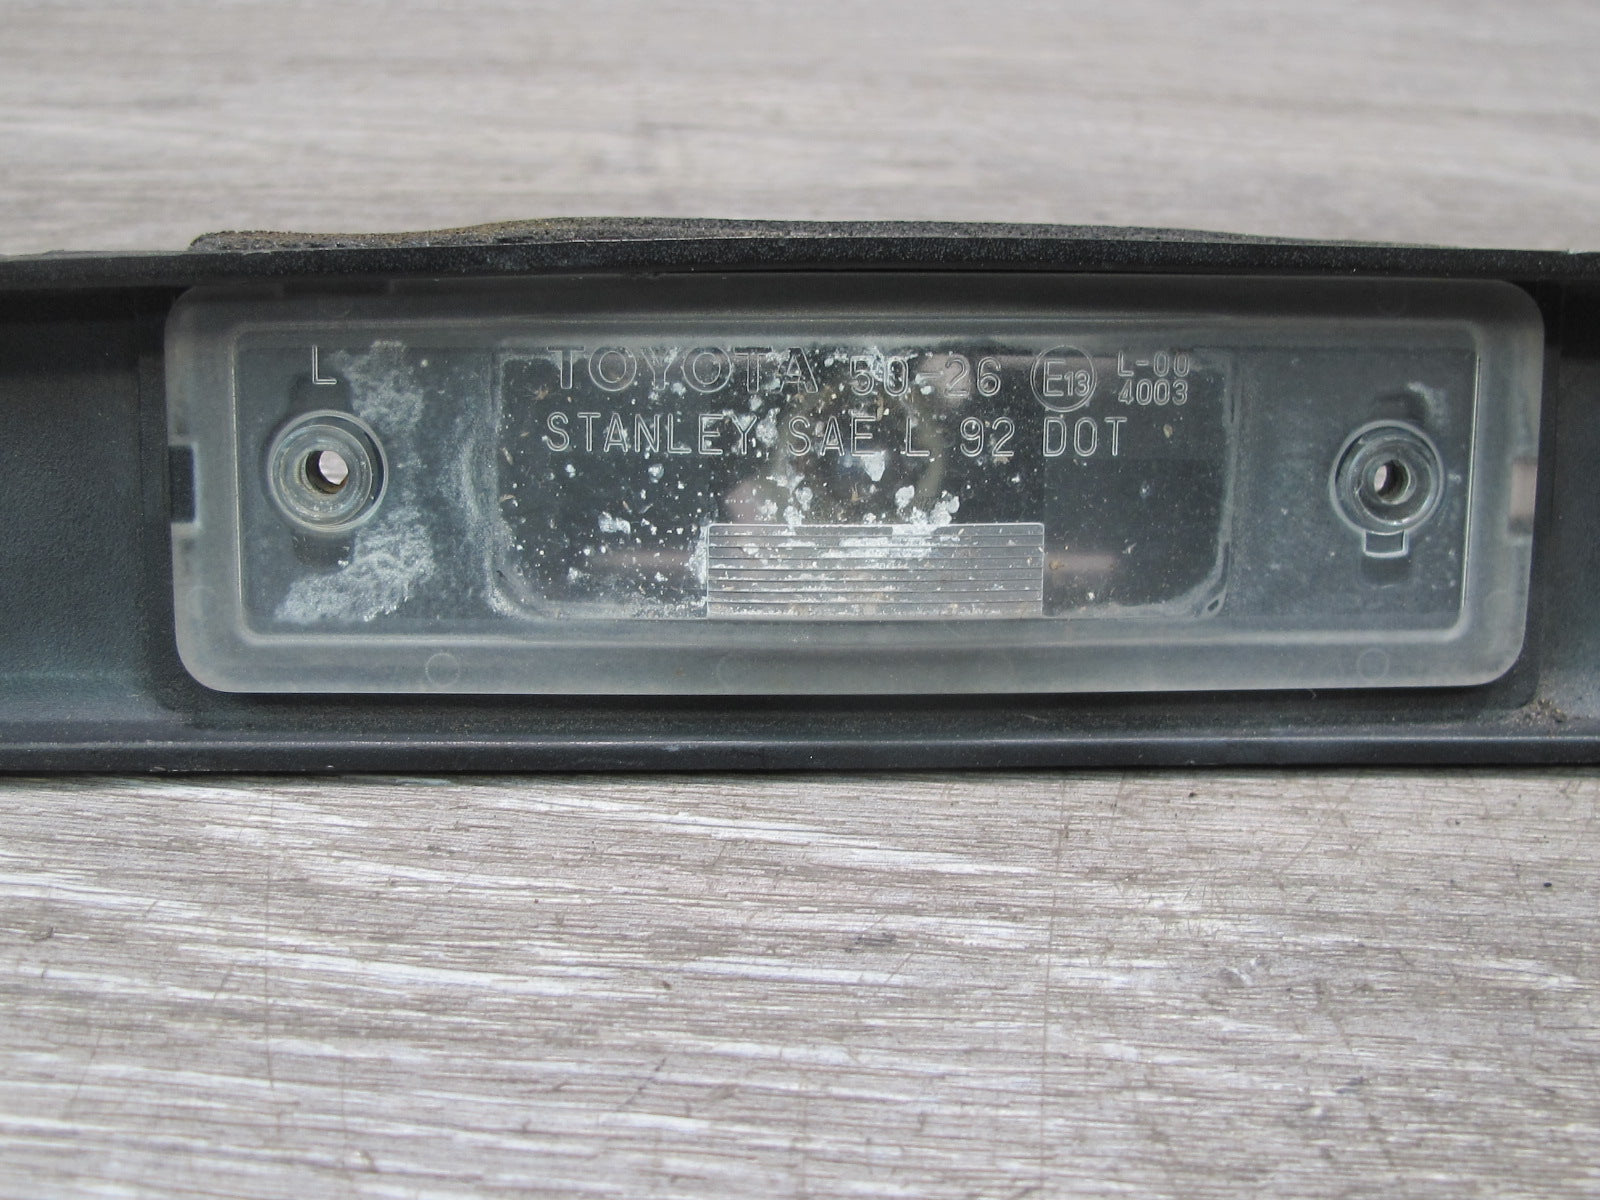 L
TOYOTA 50-26 E13 L-00
4003
STANLEY SAE L 92 DOT